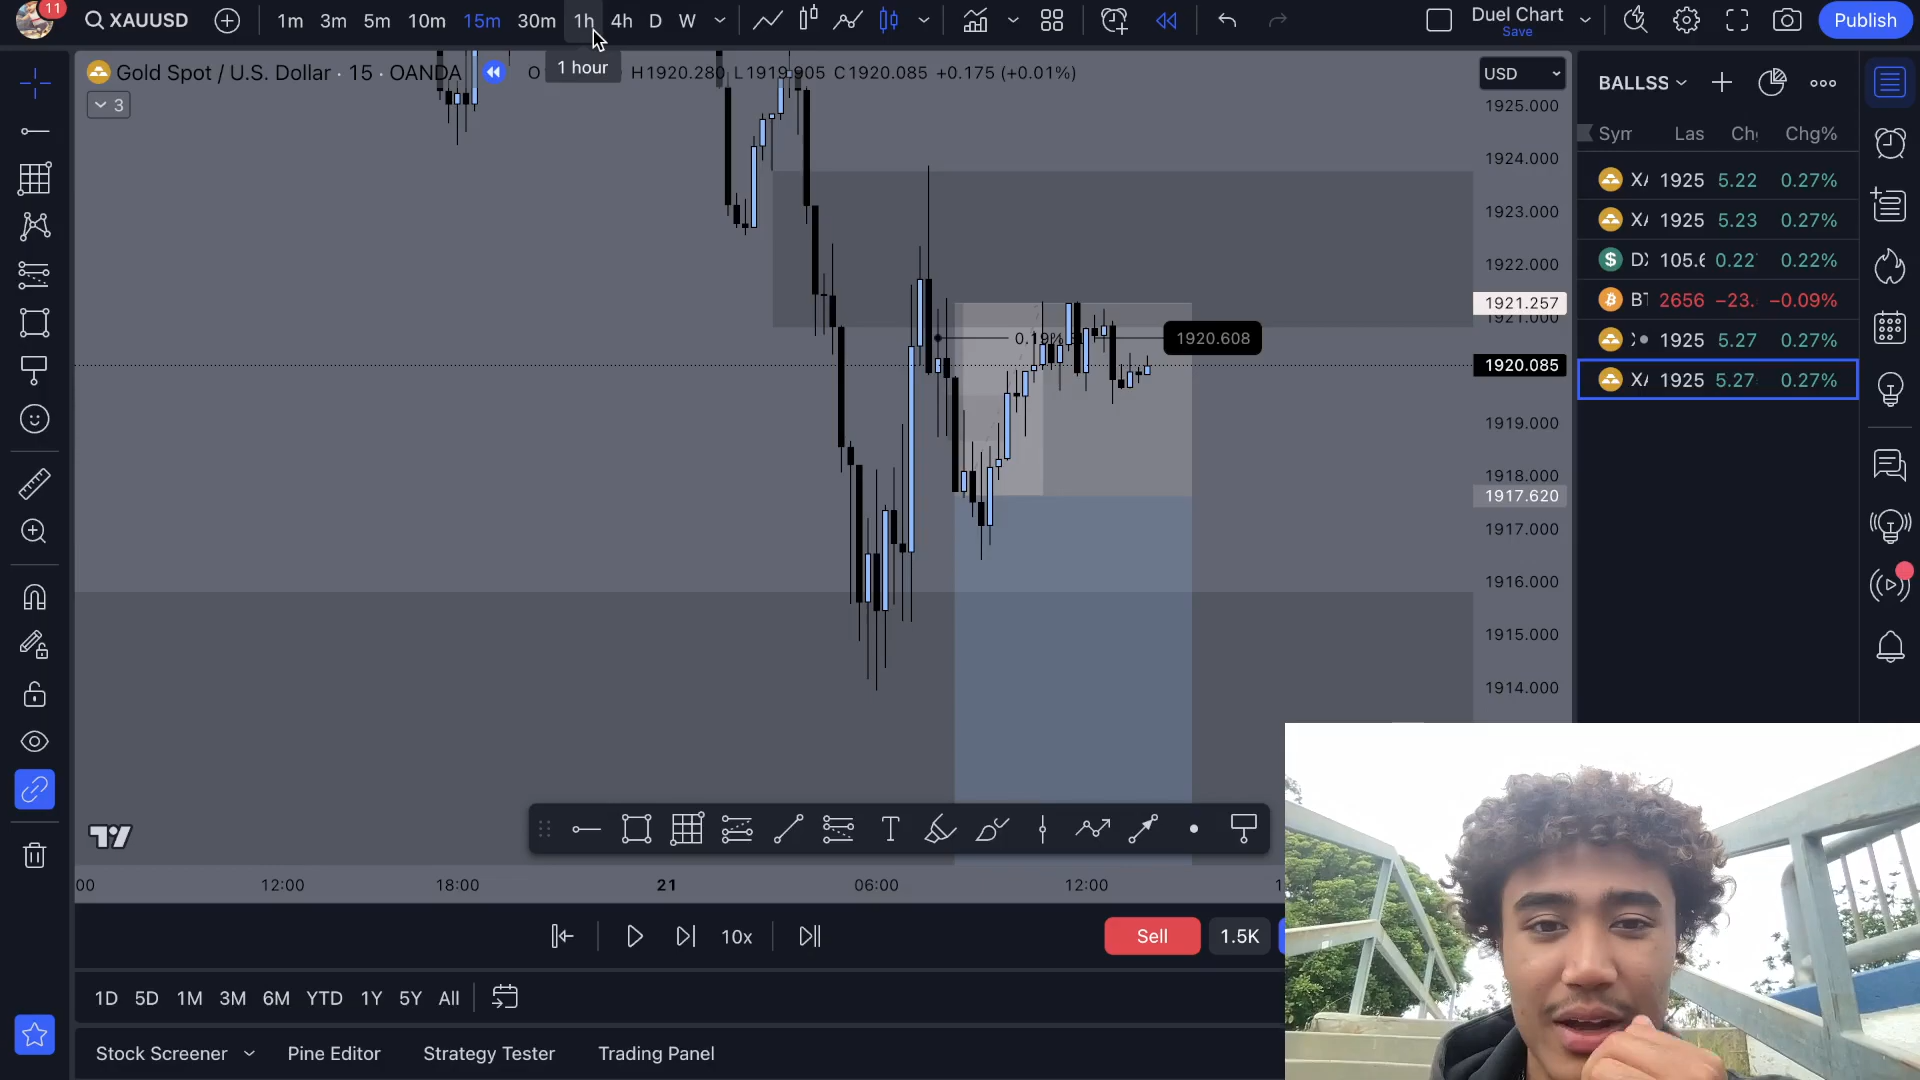 11
XAUUSD 1m 3m 5m 10m 15m 30m 1h 4h D W Duel Chart Save Publish
1 hour
Gold Spot / U.S. Dollar · 15 · OANDA O H1920.280 L1919.905 C1920.085 +0.175 (+0.01%) USD
3
BALLSS
Sym Las Chg Chg%
1925 5.22 0.27%
1925 5.23 0.27%
105.6 0.22 0.22%
2656 −23. −0.09%
1925 5.27 0.27%
1925 5.27 0.27%
1925.000
1924.000
1923.000
1922.000
1921.257
1921.000
0.19% 1920.608
1920.085
1919.000
1918.000
1917.620
1917.000
1916.000
1915.000
1914.000
00 12:00 18:00 21 06:00 12:00
10x Sell 1.5K
1D 5D 1M 3M 6M YTD 1Y 5Y All
Stock Screener Pine Editor Strategy Tester Trading Panel